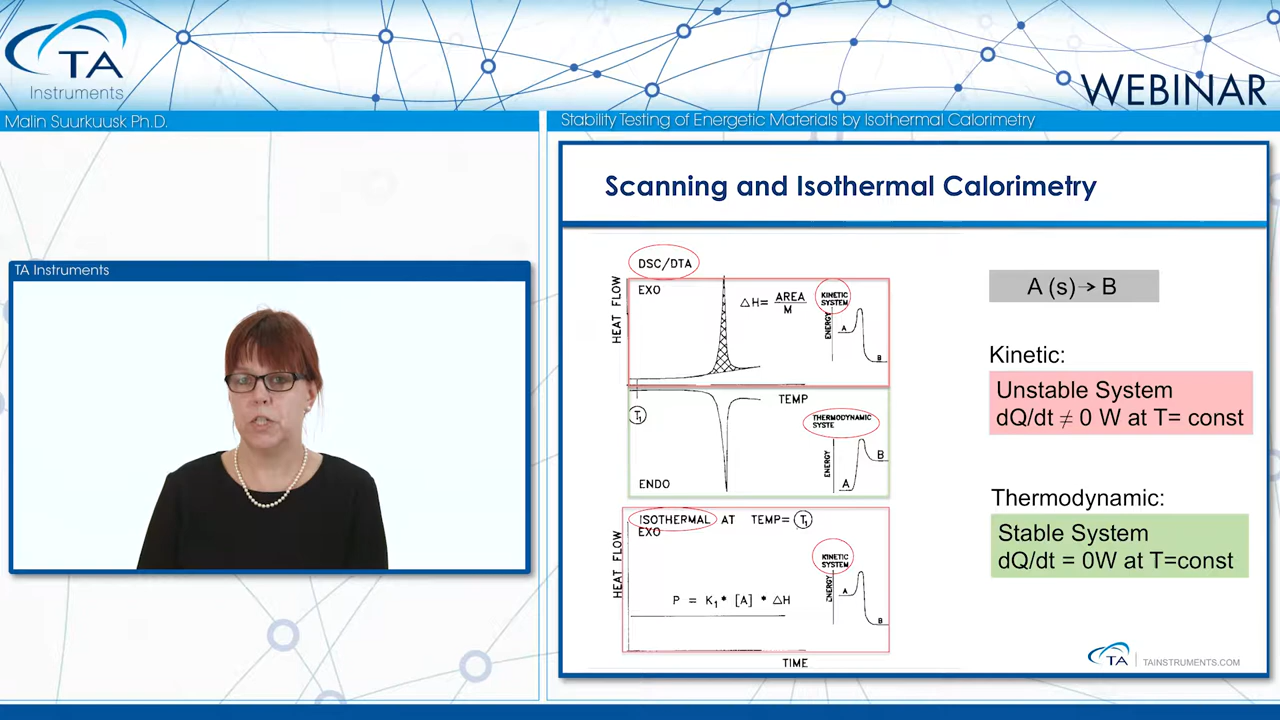 TA
Instruments
WEBINAR
Malin Suurkuusk Ph.D.
Stability Testing of Energetic Materials by Isothermal Calorimetry
TA Instruments
Scanning and Isothermal Calorimetry
DSC/DTA
EXO
HEAT FLOW
ΔH= AREA
M
KINETIC
SYSTEM
ENERGY
A
B
TEMP
T1
THERMODYNAMIC
SYSTE
ENERGY
A
B
ENDO
ISOTHERMAL AT TEMP= T1
EXO
HEAT FLOW
KINETIC
SYSTEM
ENERGY
A
B
P = K1* [A] * ΔH
TIME
A (s)→ B
Kinetic:
Unstable System
dQ/dt ≠ 0 W at T= const
Thermodynamic:
Stable System
dQ/dt = 0W at T=const
TA TAINSTRUMENTS.COM